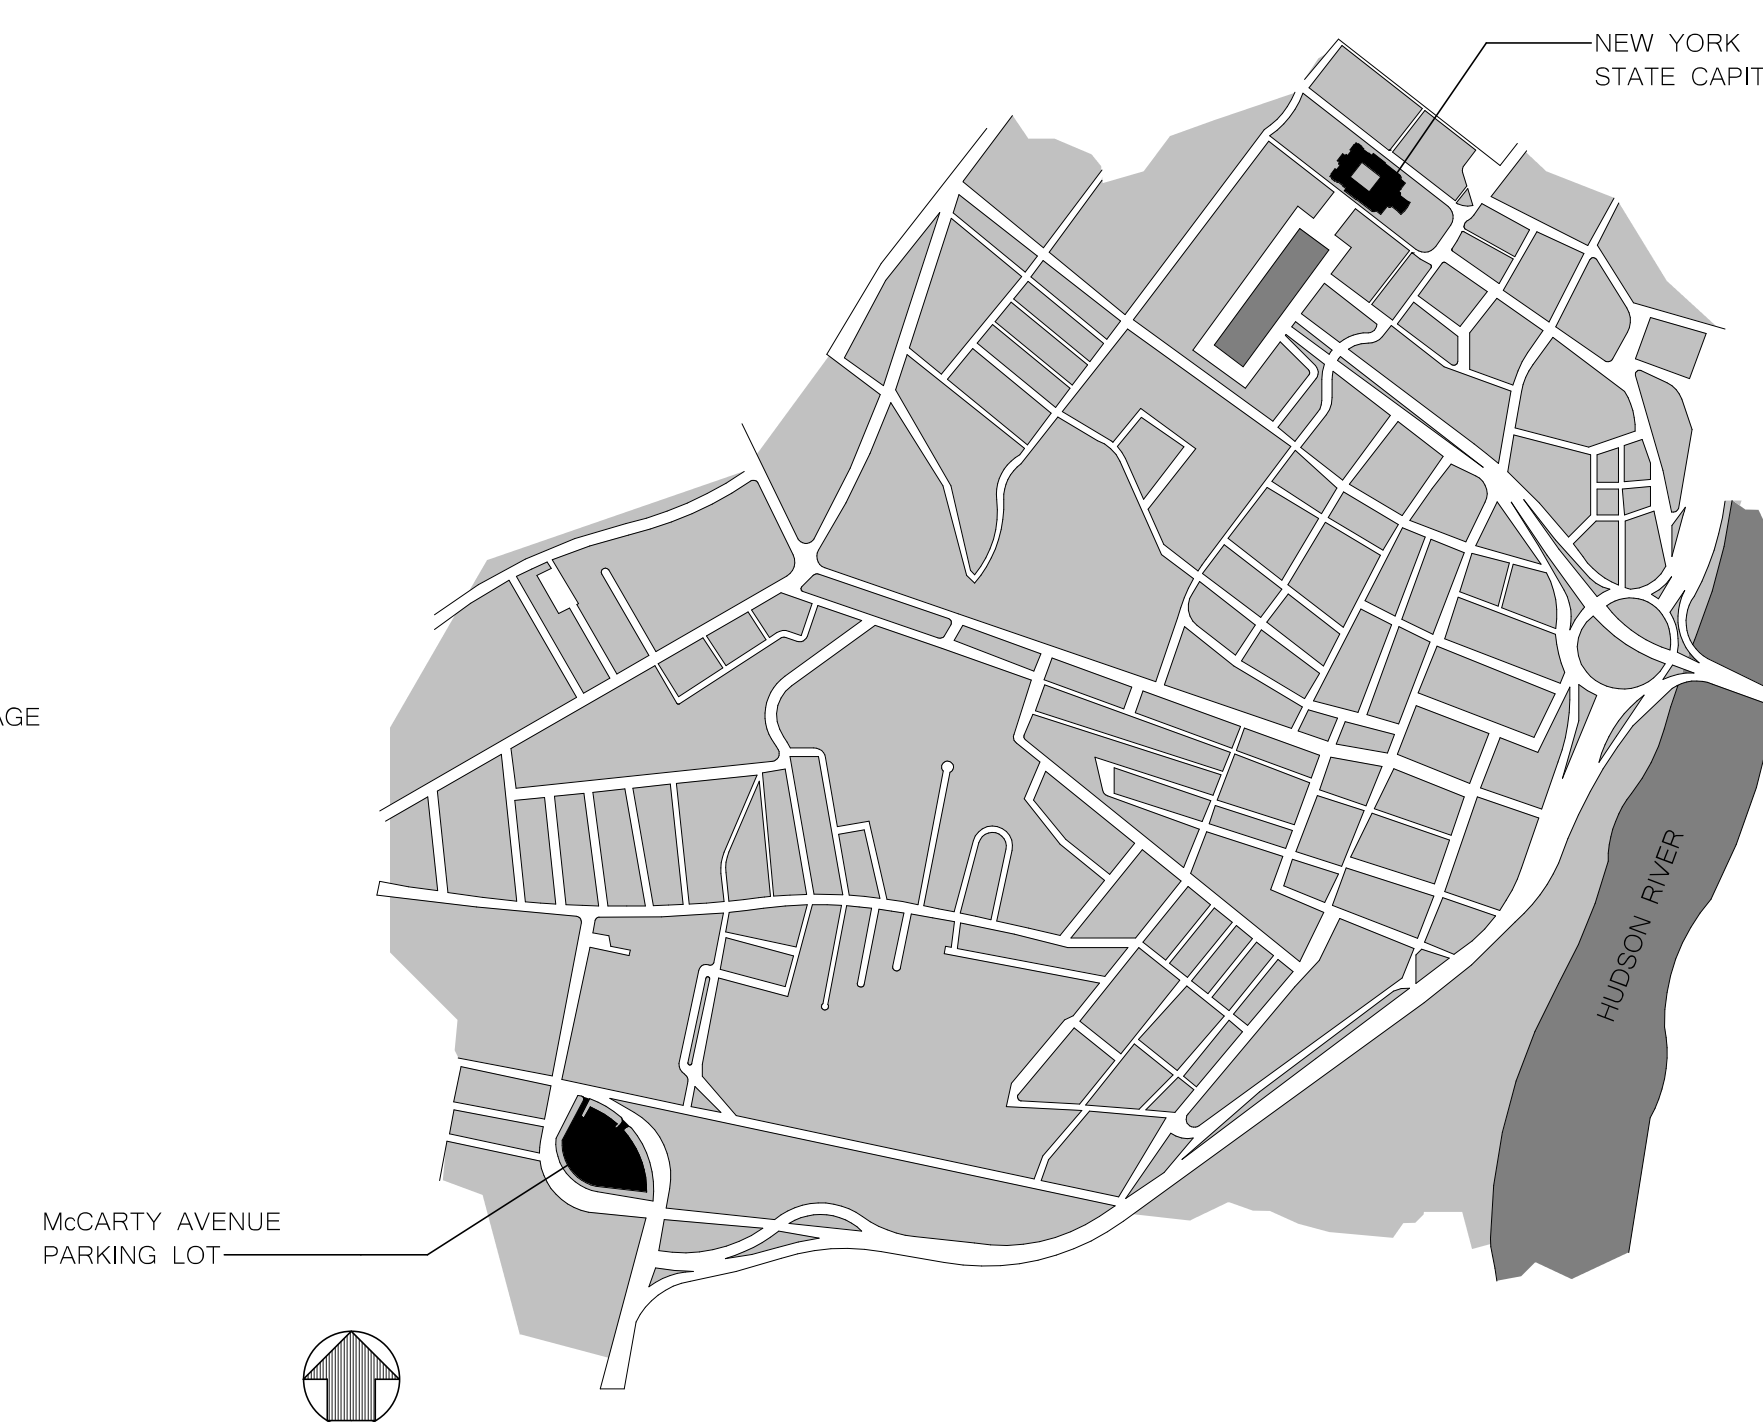 NEW YORK
STATE CAPIT
AGE
HUDSON RIVER
McCARTY AVENUE
PARKING LOT